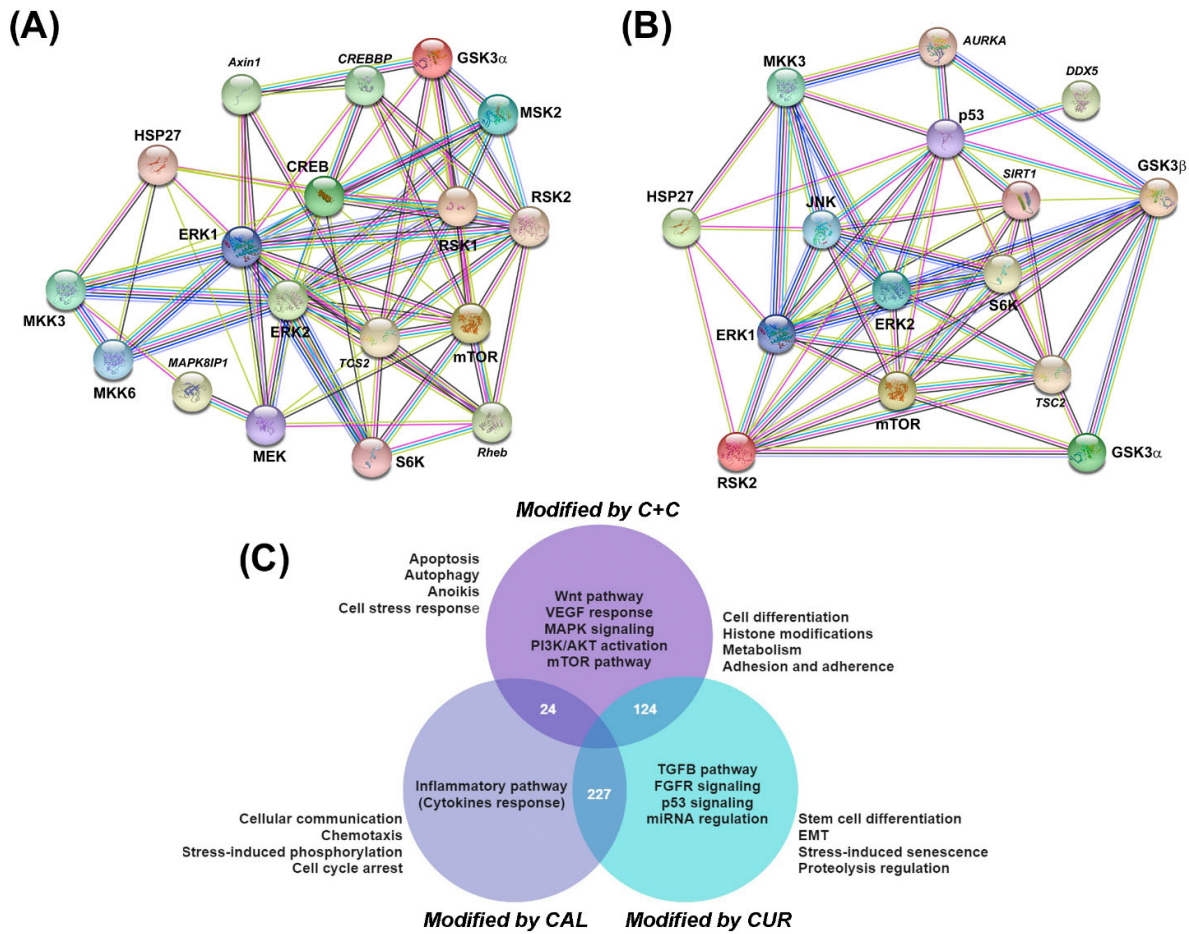 (A)
Axin1
CREBBP
GSK3α
MSK2
HSP27
CREB
RSK2
ERK1
RSK1
MKK3
ERK2
MKK6
MAPK8IP1
TCS2
mTOR
MEK
S6K
Rheb
(B)
AURKA
MKK3
DDX5
p53
GSK3β
SIRT1
HSP27
JNK
S6K
ERK2
ERK1
mTOR
TSC2
RSK2
GSK3α
(C)
Modified by C+C
Apoptosis
Autophagy
Anoikis
Cell stress response
Wnt pathway
VEGF response
MAPK signaling
PI3K/AKT activation
mTOR pathway
Cell differentiation
Histone modifications
Metabolism
Adhesion and adherence
24
124
227
Inflammatory pathway
(Cytokines response)
TGFB pathway
FGFR signaling
p53 signaling
miRNA regulation
Cellular communication
Chemotaxis
Stress-induced phosphorylation
Cell cycle arrest
Stem cell differentiation
EMT
Stress-induced senescence
Proteolysis regulation
Modified by CAL
Modified by CUR